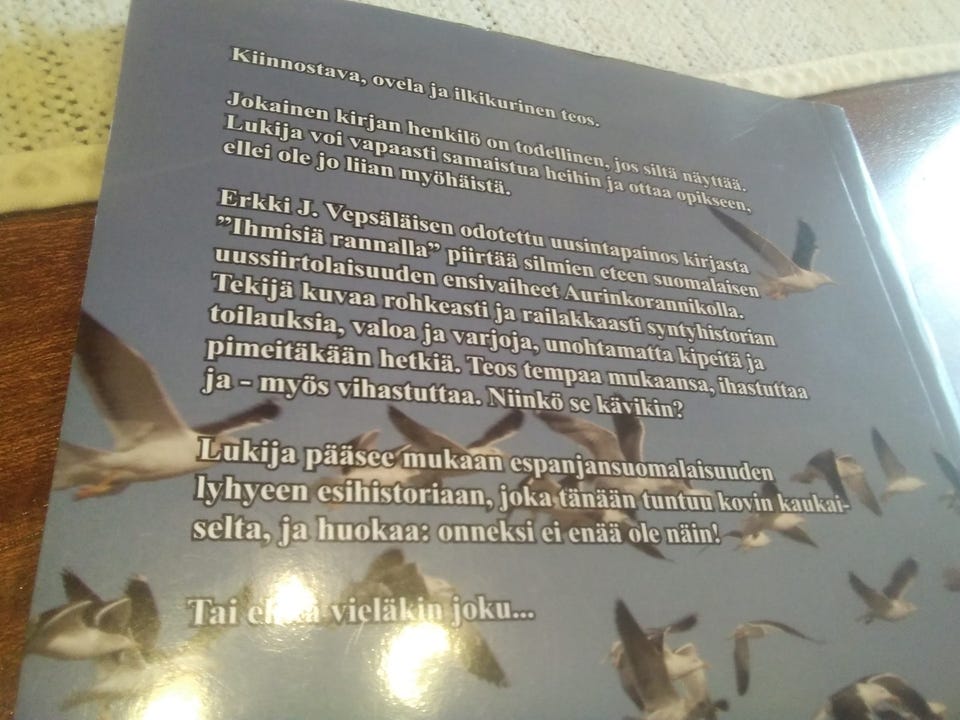 Kiinnostava, ovela ja ilkikurinen teos.
Jokainen kirjan henkilö on todellinen, jos siltä näyttää.
Lukija voi vapaasti samaistua heihin ja ottaa opikseen,
ellei ole jo liian myöhäistä.
Erkki J. Vepsäläisen odotettu uusintapainos kirjasta
”Ihmisiä rannalla” piirtää silmien eteen suomalaisen
uussiirtolaisuuden ensivaiheet Aurinkorannikolla.
Tekijä kuvaa rohkeasti ja railakkaasti syntyhistorian
toilauksia, valoa ja varjoja, unohtamatta kipeitä ja
pimeitäkään hetkiä. Teos tempaa mukaansa, ihastuttaa
ja - myös vihastuttaa. Niinkö se kävikin?
Lukija pääsee mukaan espanjansuomalaisuuden
lyhyeen esihistoriaan, joka tänään tuntuu kovin kaukai-
selta, ja huokaa: onneksi ei enää ole näin!
Tai vieläkin joku...